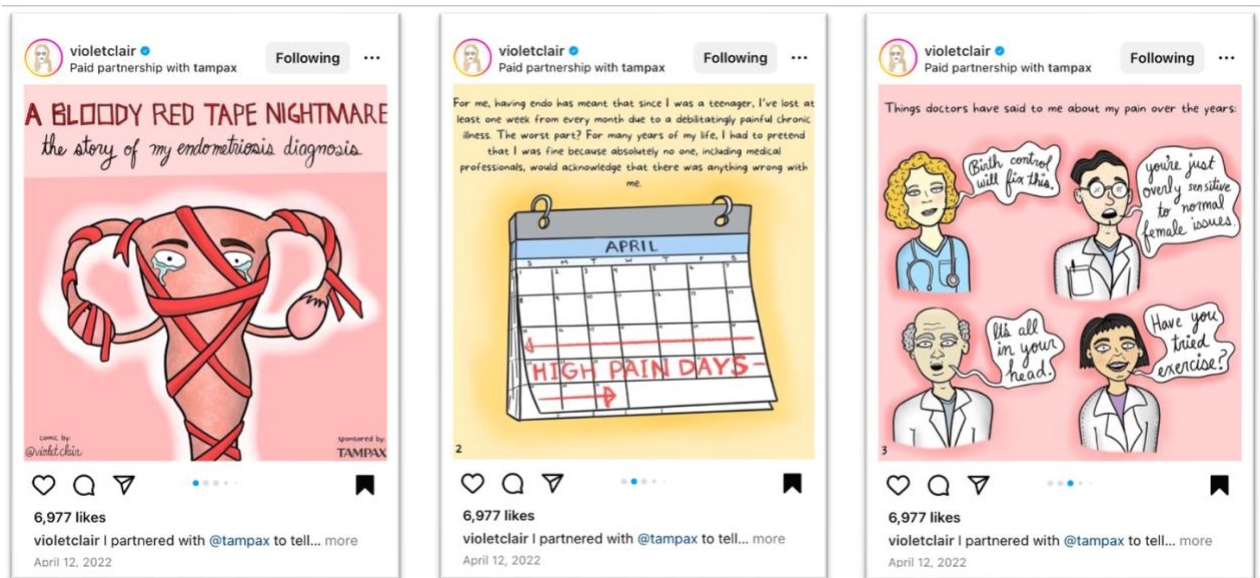 violetclair
Paid partnership with tampax
Following
A BLOODY RED TAPE NIGHTMARE
the story of my endometriosis diagnosis
comic by:
@violet.clair
sponsored by:
TAMPAX
6,977 likes
violetclair I partnered with @tampax to tell... more
April 12, 2022
violetclair
Paid partnership with tampax
Following
For me, having endo has meant that since I was a teenager, I've lost at
least one week from every month due to a debilitatingly painful chronic
illness. The worst part? For many years of my life, I had to pretend
that I was fine because absolutely no one, including medical
professionals, would acknowledge that there was anything wrong with
me.
APRIL
S M T W T F S
HIGH PAIN DAYS-
2
6,977 likes
violetclair I partnered with @tampax to tell... more
April 12, 2022
violetclair
Paid partnership with tampax
Following
Things doctors have said to me about my pain over the years:
Birth control
will fix this.
you're just
overly sensitive
to normal
female issues.
It's all
in your
head.
Have you
tried
exercise?
3
6,977 likes
violetclair I partnered with @tampax to tell... more
April 12, 2022